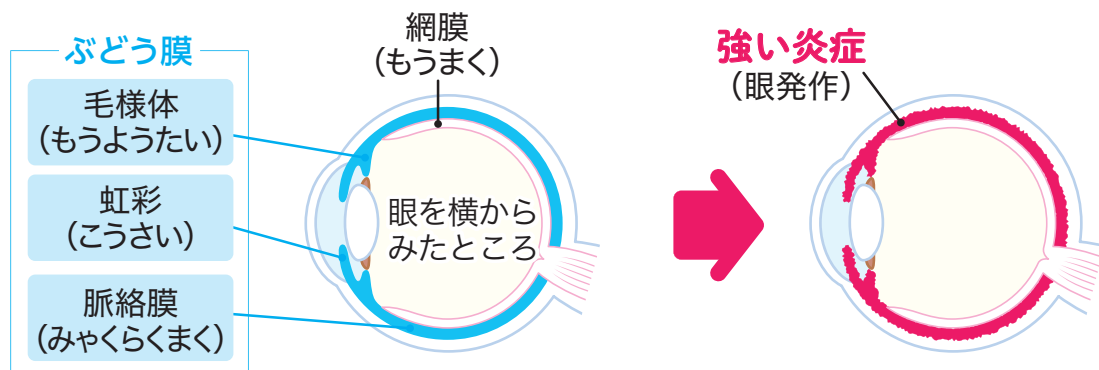 ぶどう膜
毛様体
(もうようたい)
虹彩
(こうさい)
脈絡膜
(みゃくらくまく)
網膜
(もうまく)
眼を横から
みたところ
強い炎症
(眼発作)